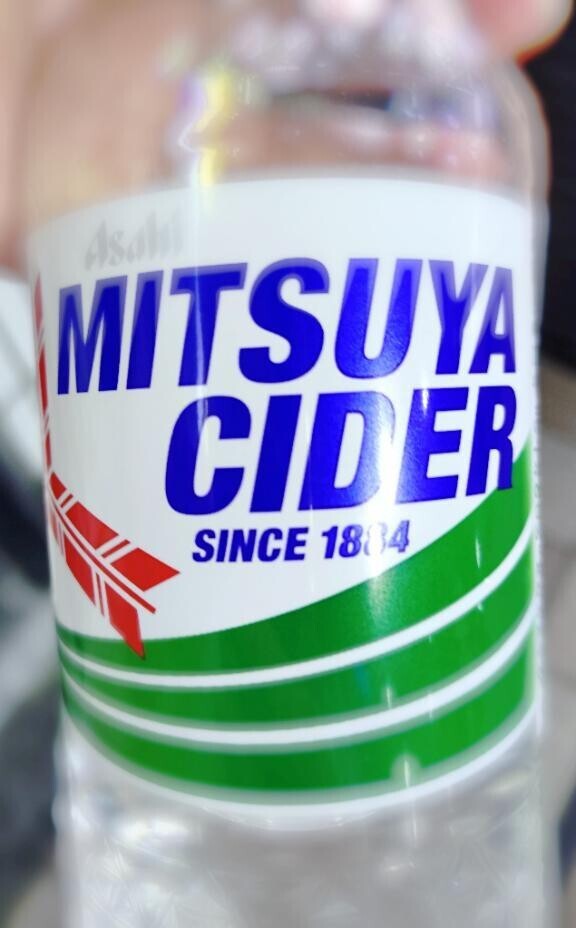 Asahi
MITSUYA
CIDER
SINCE 1884